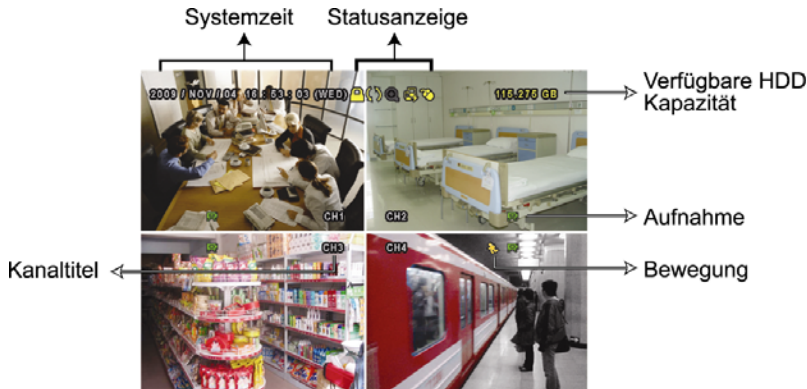 Systemzeit Statusanzeige
2009 / NOV / 04 16 : 53 : 03 (WED) 115.275 GB
Verfügbare HDD
Kapazität
CH1 CH2
Aufnahme
CH3 CH4
Kanaltitel
Bewegung